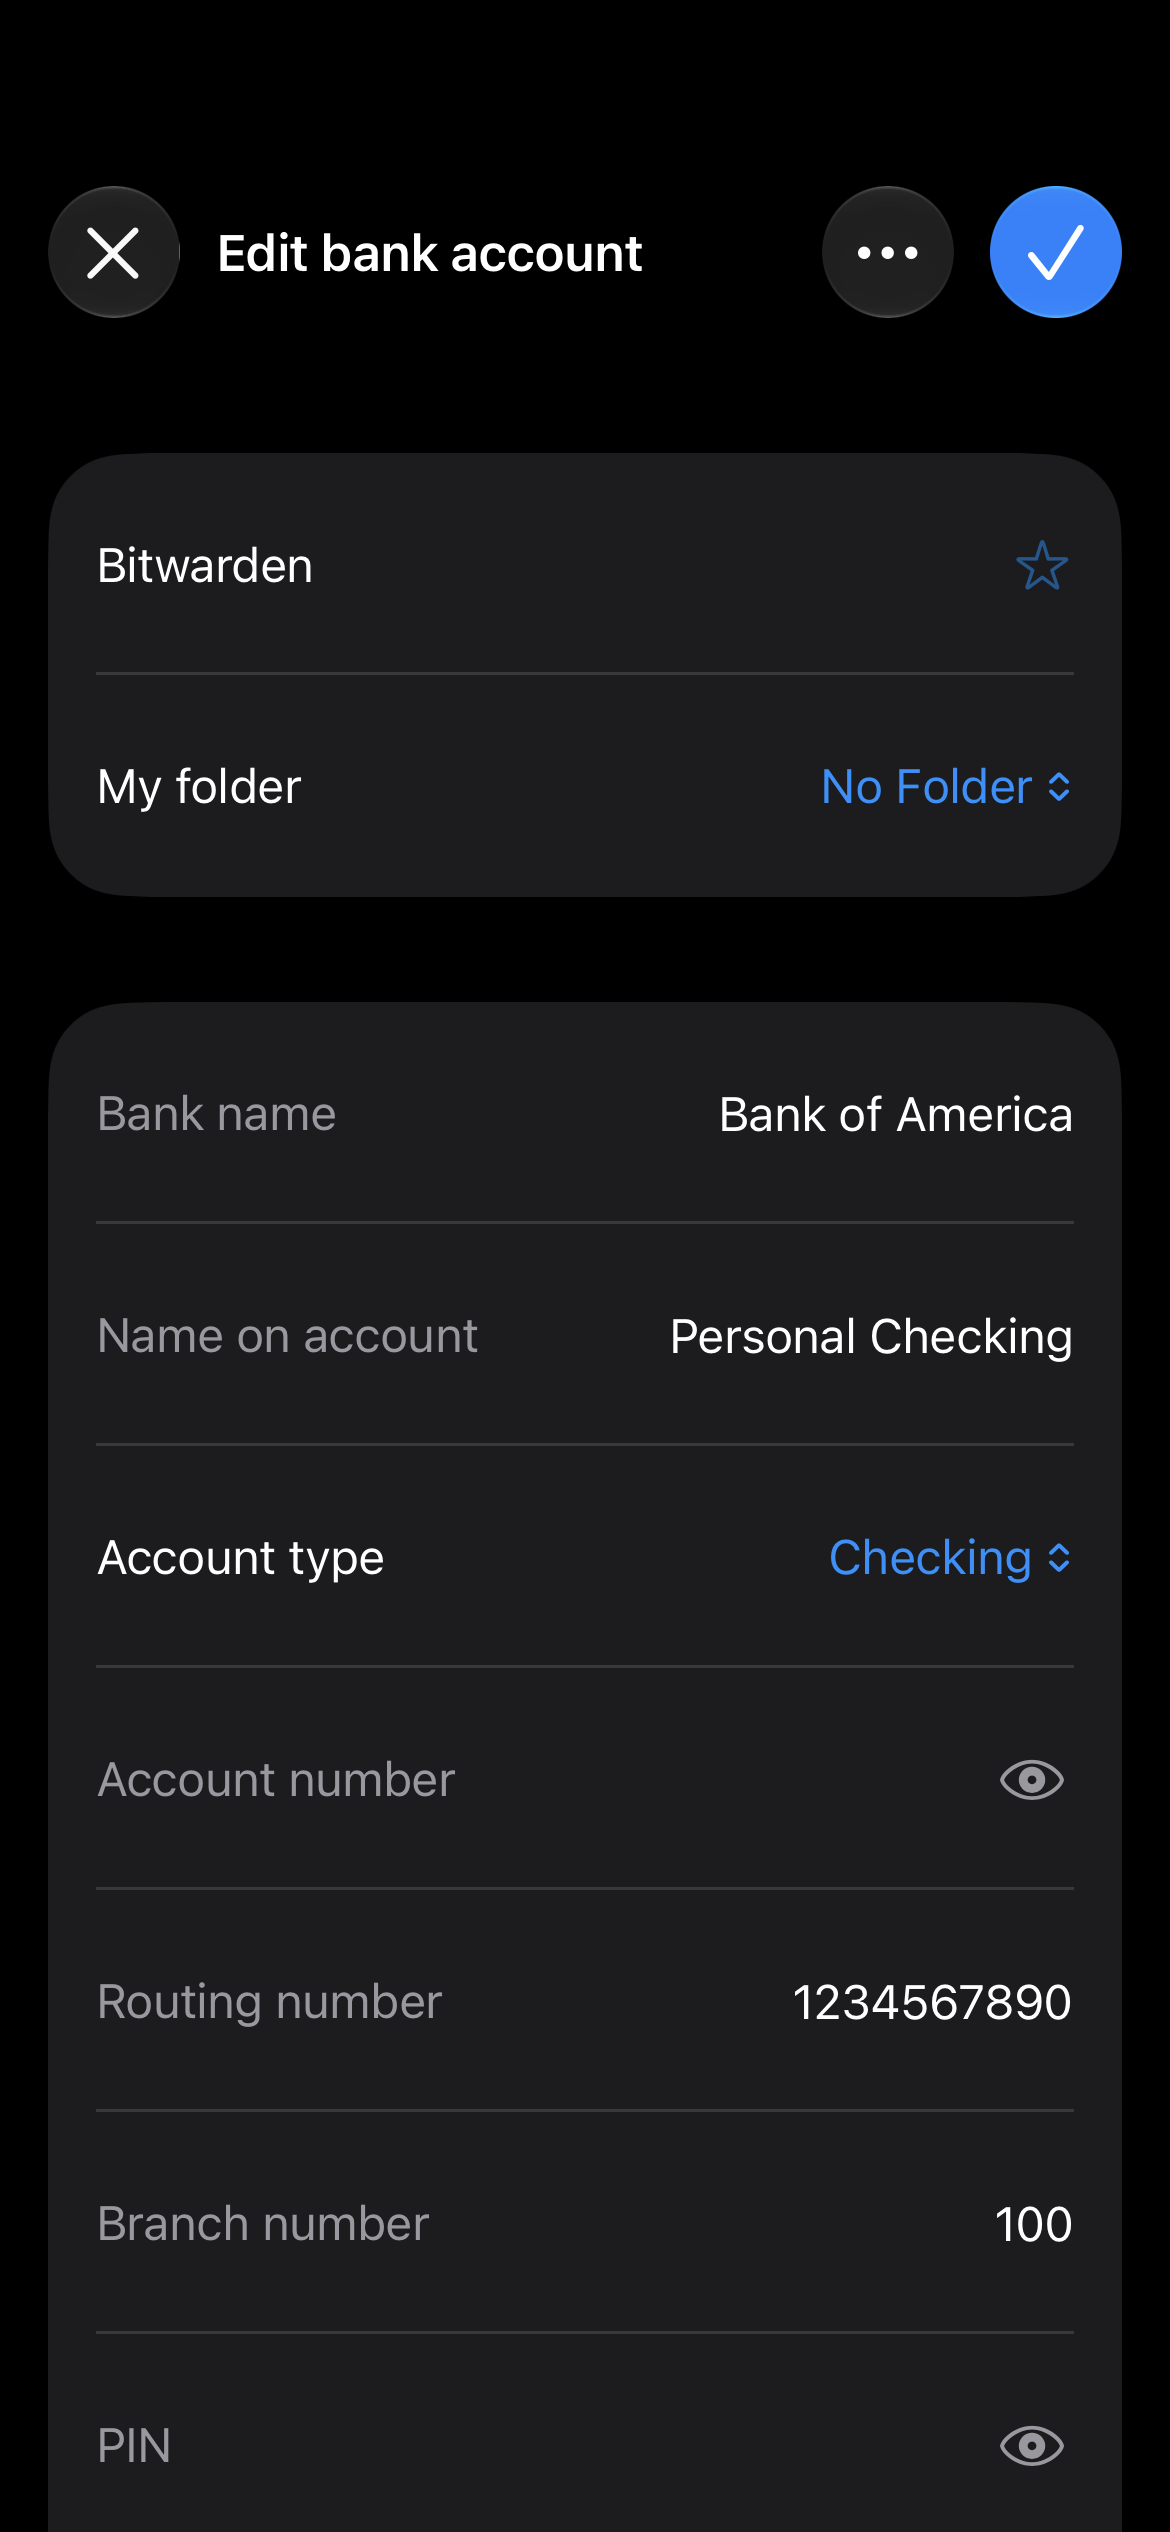 Edit bank account
Bitwarden
My folder No Folder
Bank name Bank of America
Name on account Personal Checking
Account type Checking
Account number
Routing number 1234567890
Branch number 100
PIN